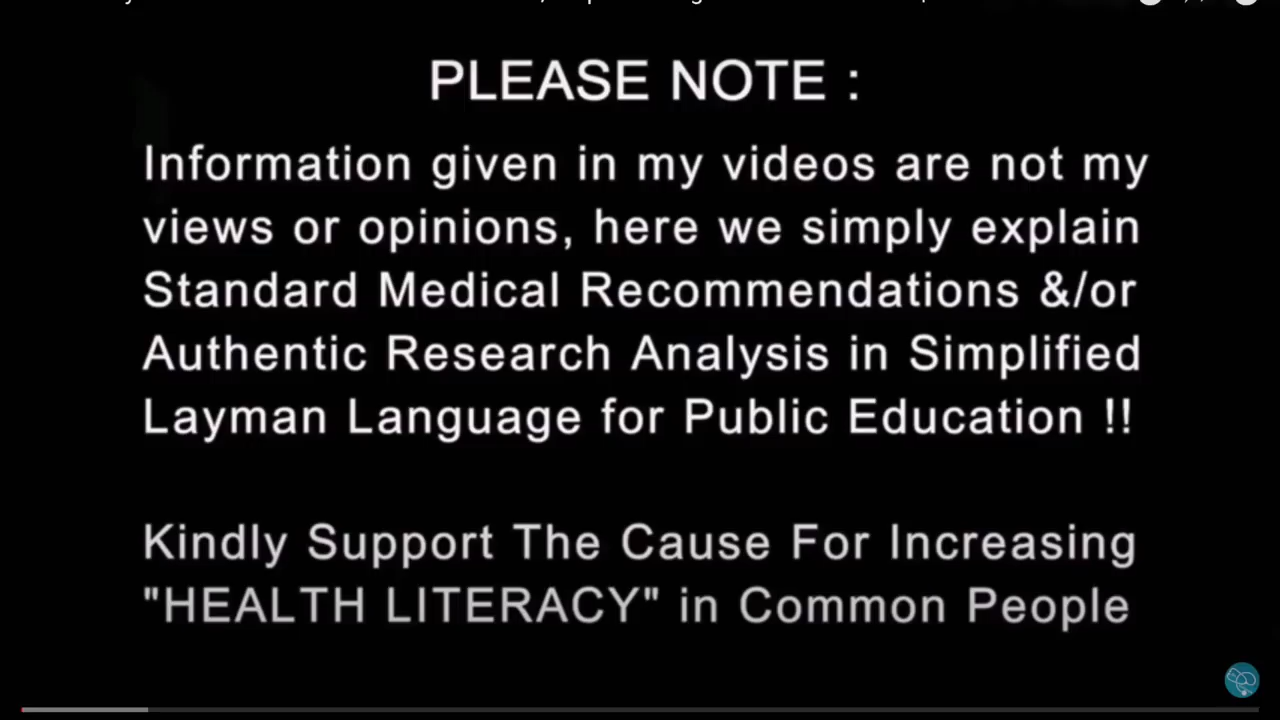 PLEASE NOTE :
Information given in my videos are not my
views or opinions, here we simply explain
Standard Medical Recommendations &/or
Authentic Research Analysis in Simplified
Layman Language for Public Education !!
Kindly Support The Cause For Increasing
"HEALTH LITERACY" in Common People